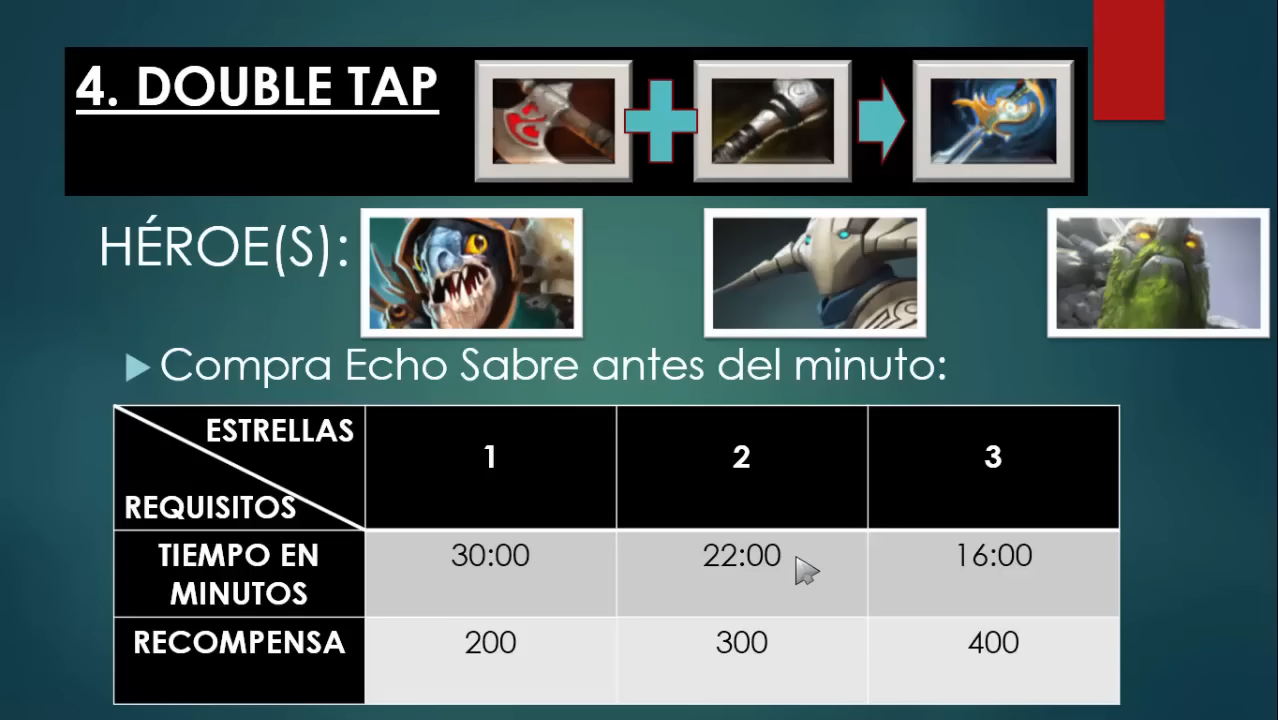 4. DOUBLE TAP
HÉROE(S):
Compra Echo Sabre antes del minuto:
ESTRELLAS
REQUISITOS
1
2
3
TIEMPO EN
MINUTOS
30:00
22:00
16:00
RECOMPENSA
200
300
400